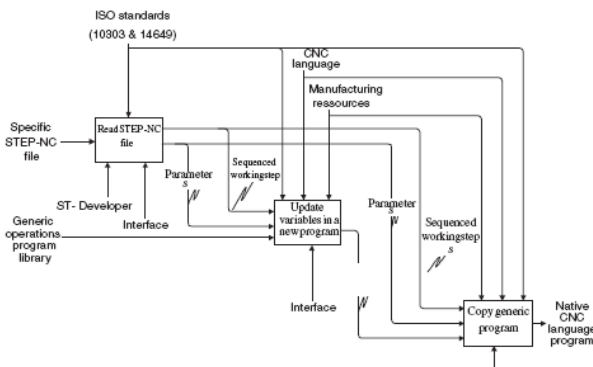 ISO standards
(10303 & 14649)
CNC
language
Manufacturing
ressources
Specific
STEP-NC
file
Read STEP-NC
file
Parameter
s
Sequenced
workingstep
ST- Developer
Interface
Generic
operations
program
library
Update
variables in a
new program
Parameter
s
Sequenced
workingstep
s
Interface
Copy generic
program
Native
CNC
language
program